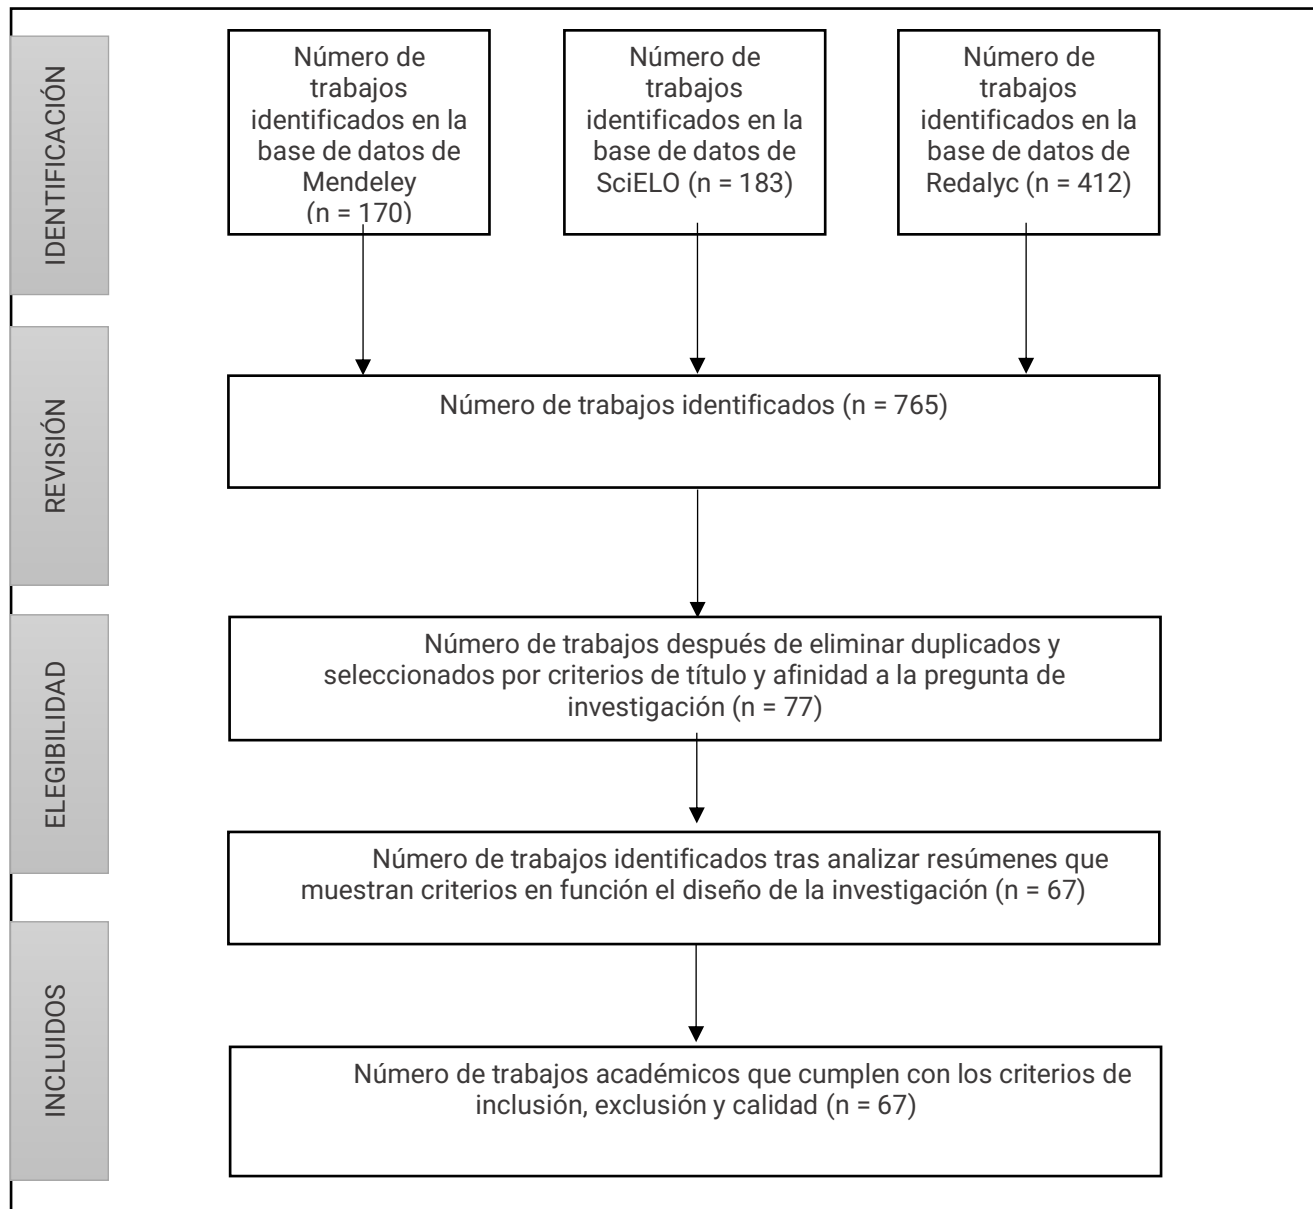 IDENTIFICACIÓN
Número de
trabajos
identificados en la
base de datos de
Mendeley
(n = 170)
Número de
trabajos
identificados en la
base de datos de
SciELO (n = 183)
Número de
trabajos
identificados en la
base de datos de
Redalyc (n = 412)
REVISIÓN
Número de trabajos identificados (n = 765)
ELEGIBILIDAD
Número de trabajos después de eliminar duplicados y
seleccionados por criterios de título y afinidad a la pregunta de
investigación (n = 77)
Número de trabajos identificados tras analizar resúmenes que
muestran criterios en función el diseño de la investigación (n = 67)
INCLUIDOS
Número de trabajos académicos que cumplen con los criterios de
inclusión, exclusión y calidad (n = 67)